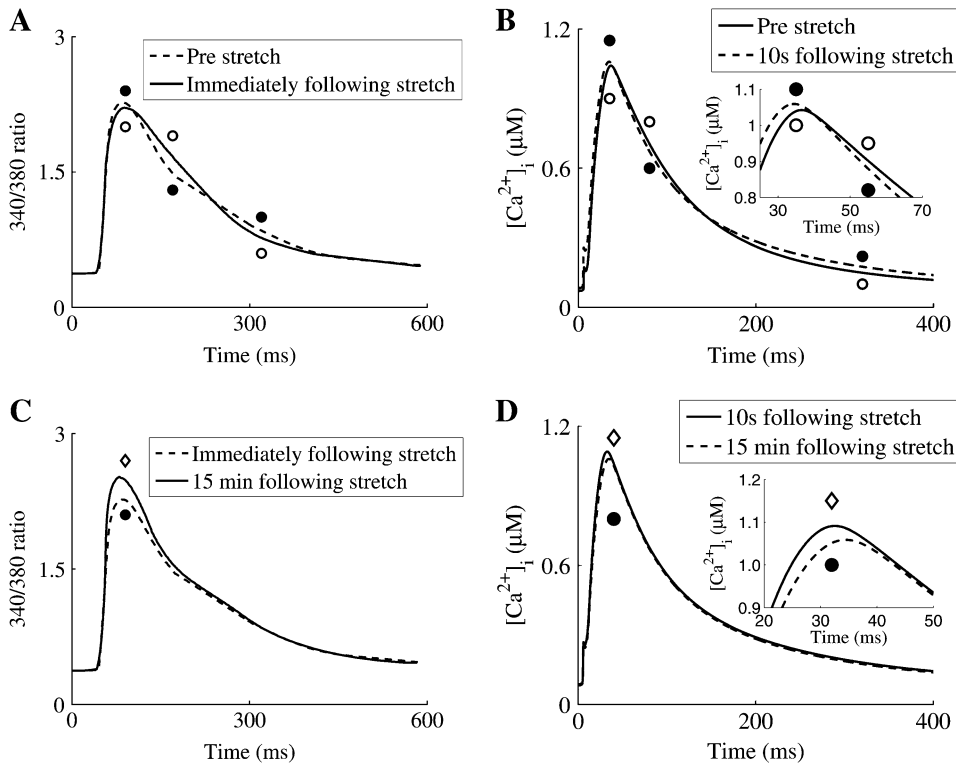 A
3
1.5
0
340/380 ratio
Pre stretch
Immediately following stretch
0
300
600
Time (ms)
B
1.2
0.6
0
[Ca²⁺]ᵢ (μM)
Pre stretch
10s following stretch
1.1
1
0.9
0.8
[Ca²⁺]ᵢ (μM)
30
50
70
Time (ms)
0
200
400
Time (ms)
C
3
1.5
0
340/380 ratio
Immediately following stretch
15 min following stretch
0
300
600
Time (ms)
D
1.2
0.6
0
[Ca²⁺]ᵢ (μM)
10s following stretch
15 min following stretch
1.2
1.1
1.0
0.9
[Ca²⁺]ᵢ (μM)
20
30
40
50
Time (ms)
0
200
400
Time (ms)